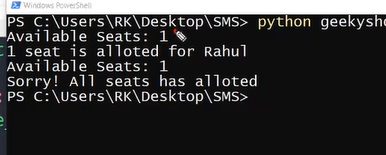 Windows PowerShell
PS C:\Users\RK\Desktop\SMS> python geekysho
Available Seats: 1
1 seat is alloted for Rahul
Available Seats: 1
Sorry! All seats has alloted
PS C:\Users\RK\Desktop\SMS>